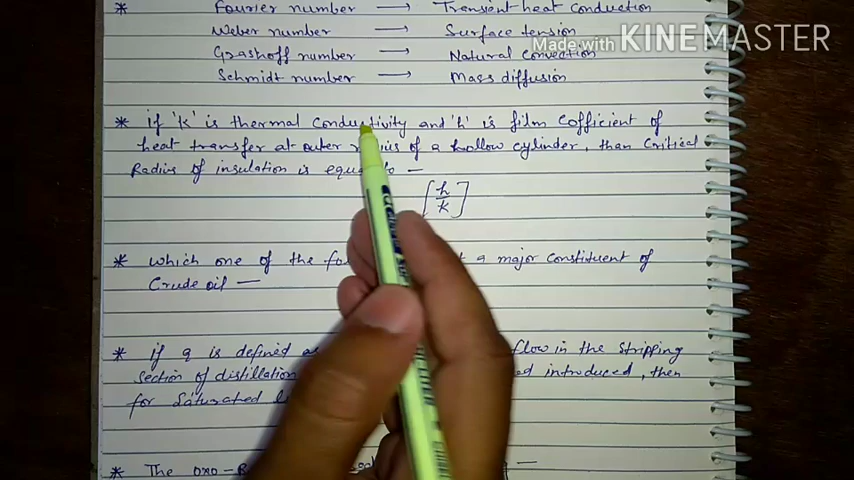 * Fourier number → Transient heat conduction
Weber number → Surface tension
Made with KINEMASTER
Grashoff number → Natural convection
Schmidt number → Mass diffusion
* if 'k' is thermal conductivity and 'h' is film cofficient of
heat transfer at outer radius of a hollow cylinder, than critical
Radius of insulation is equal to —
[h/k]
* which one of the a major constituent of
Crude oil —
* if q is defined flow in the stripping
section of distillation introduced, then
for saturated
* The oxo-